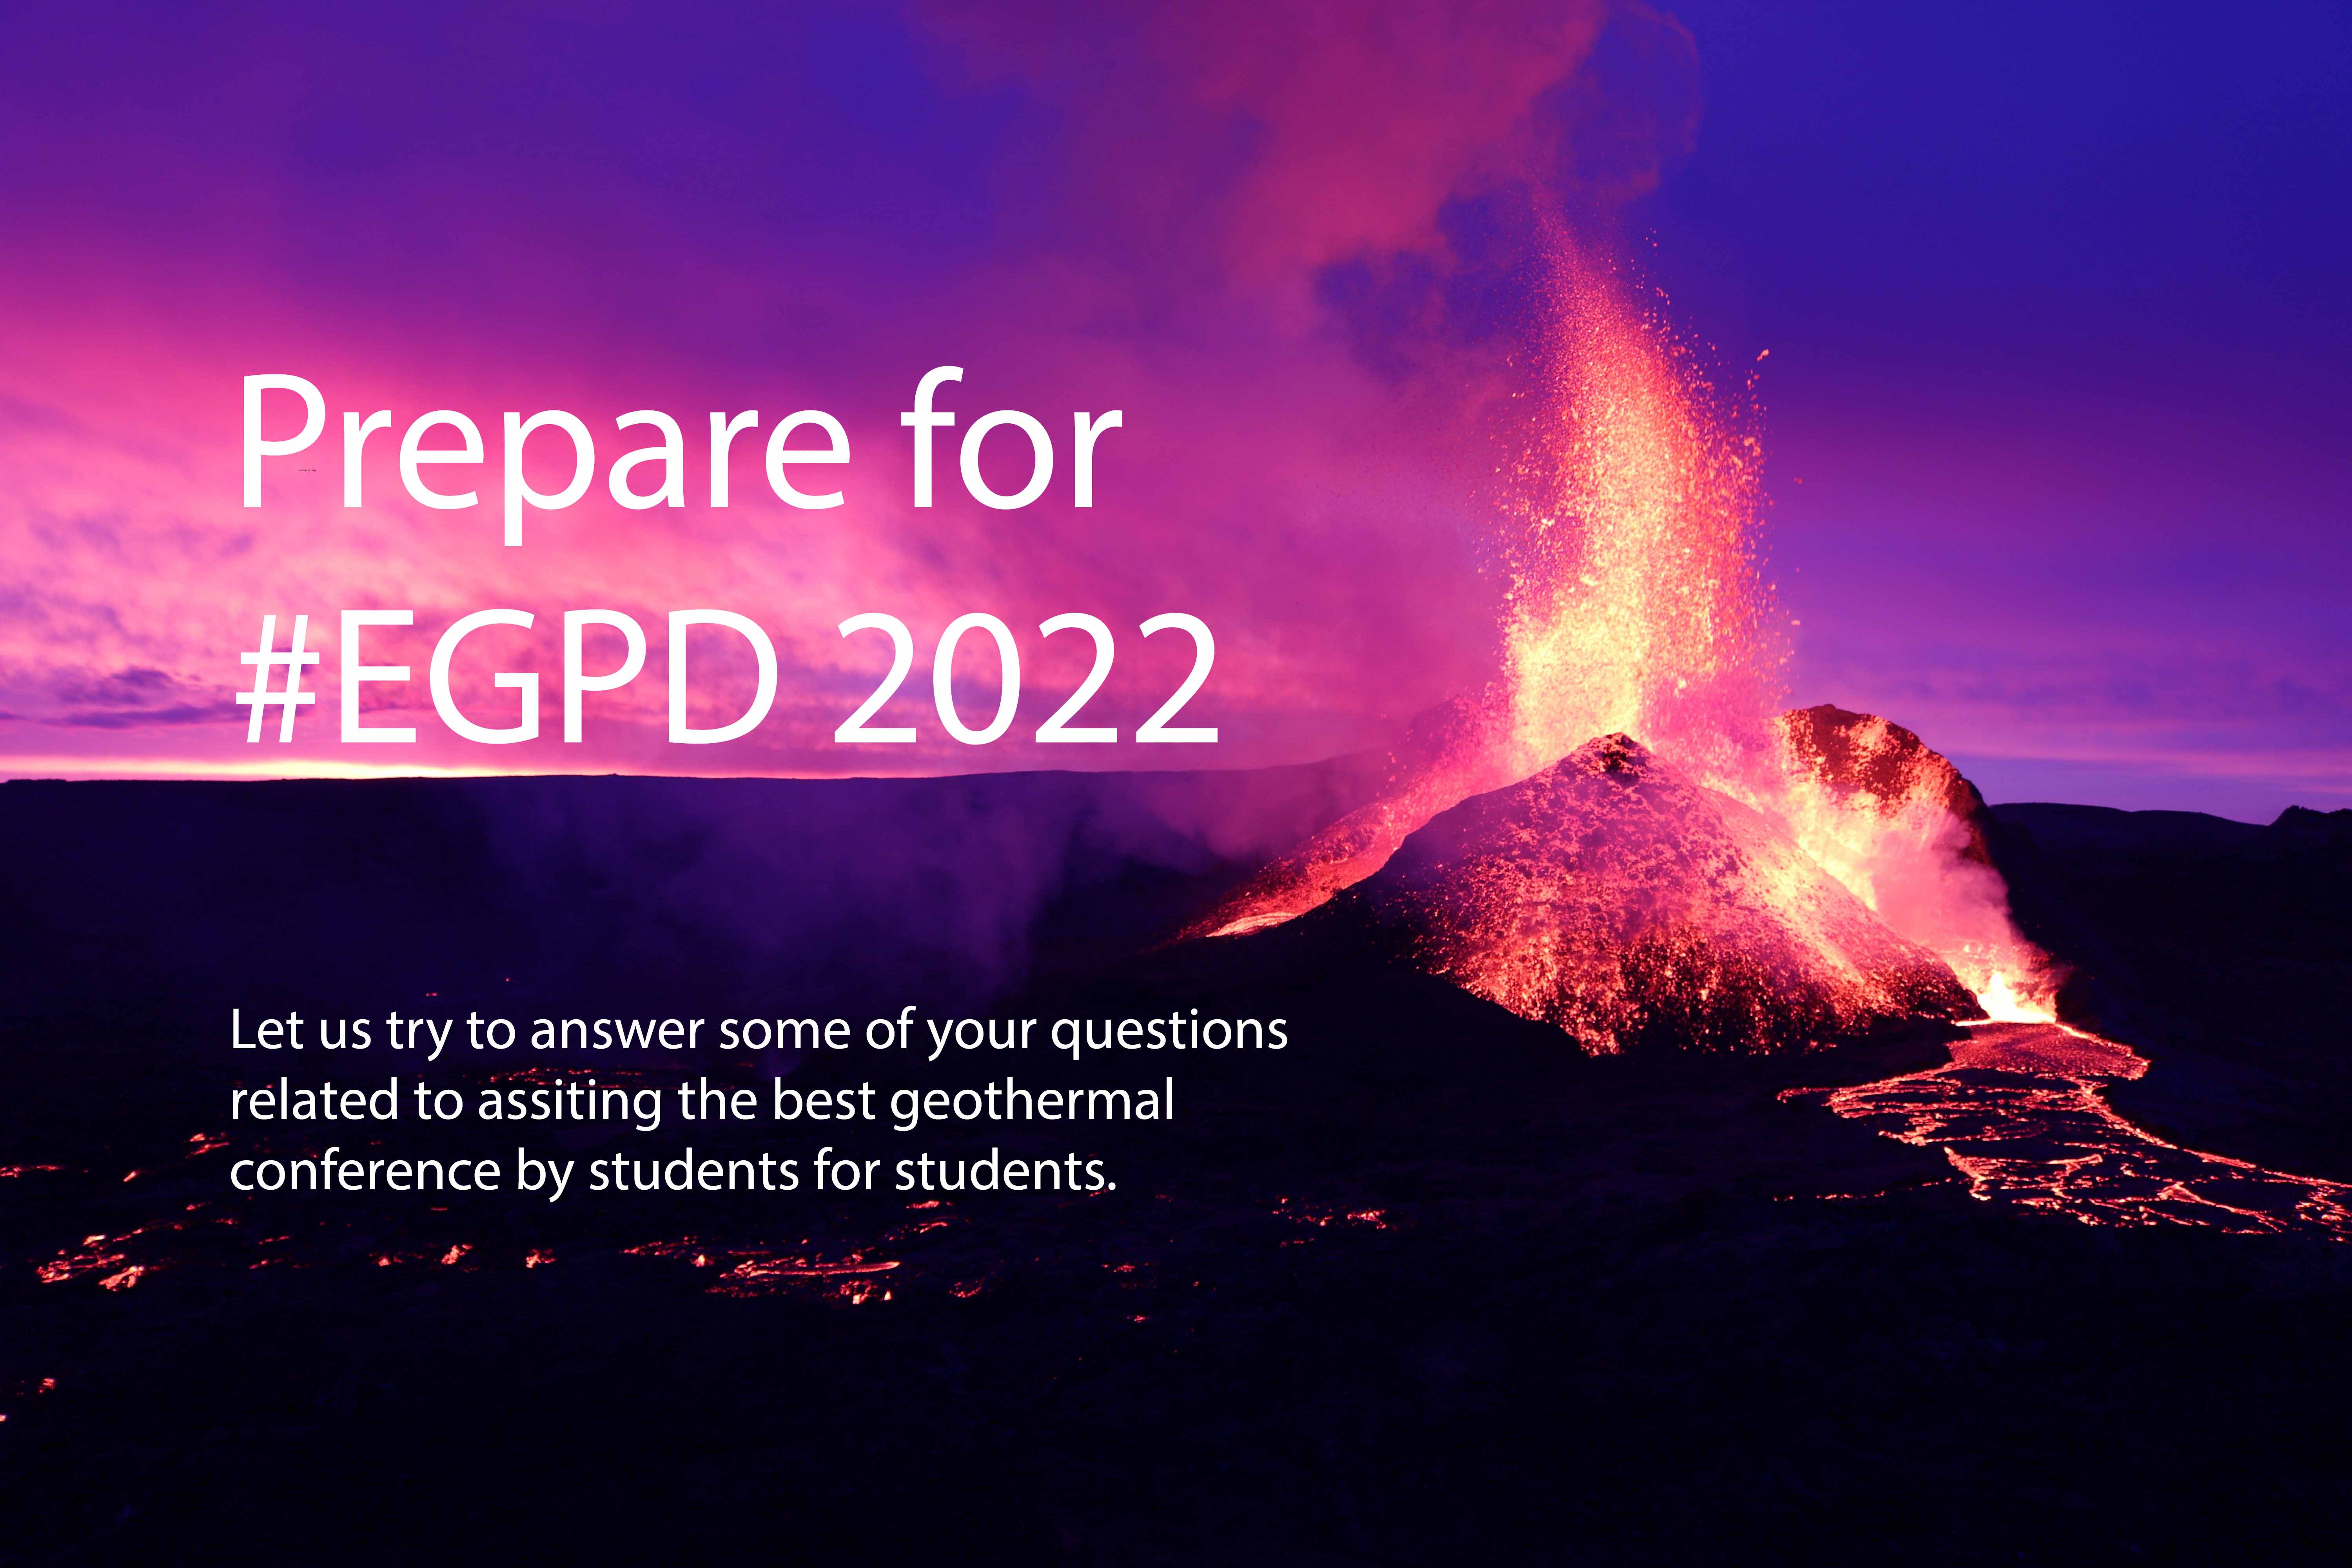 Prepare for
#EGPD 2022
Let us try to answer some of your questions
related to assiting the best geothermal
conference by students for students.